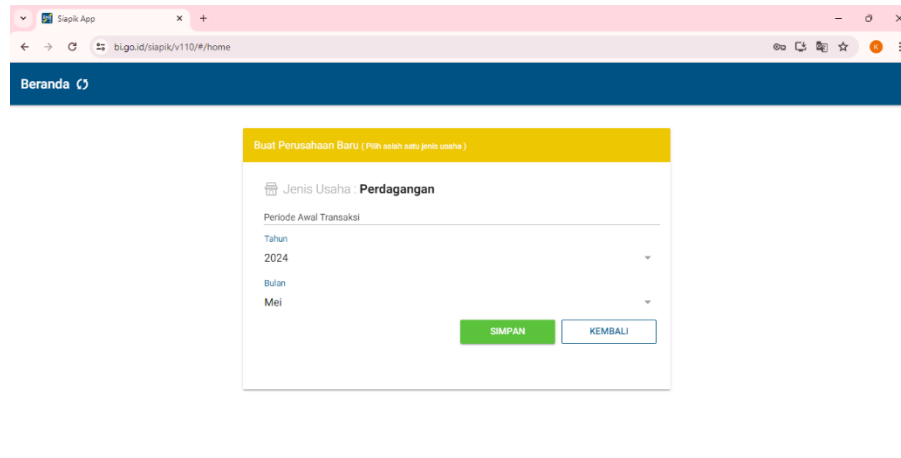 Siapik App
bi.go.id/siapik/v110/#/home
K
Beranda
Buat Perusahaan Baru ( Pilih salah satu jenis usaha )
Jenis Usaha : Perdagangan
Periode Awal Transaksi
Tahun
2024
Bulan
Mei
SIMPAN KEMBALI